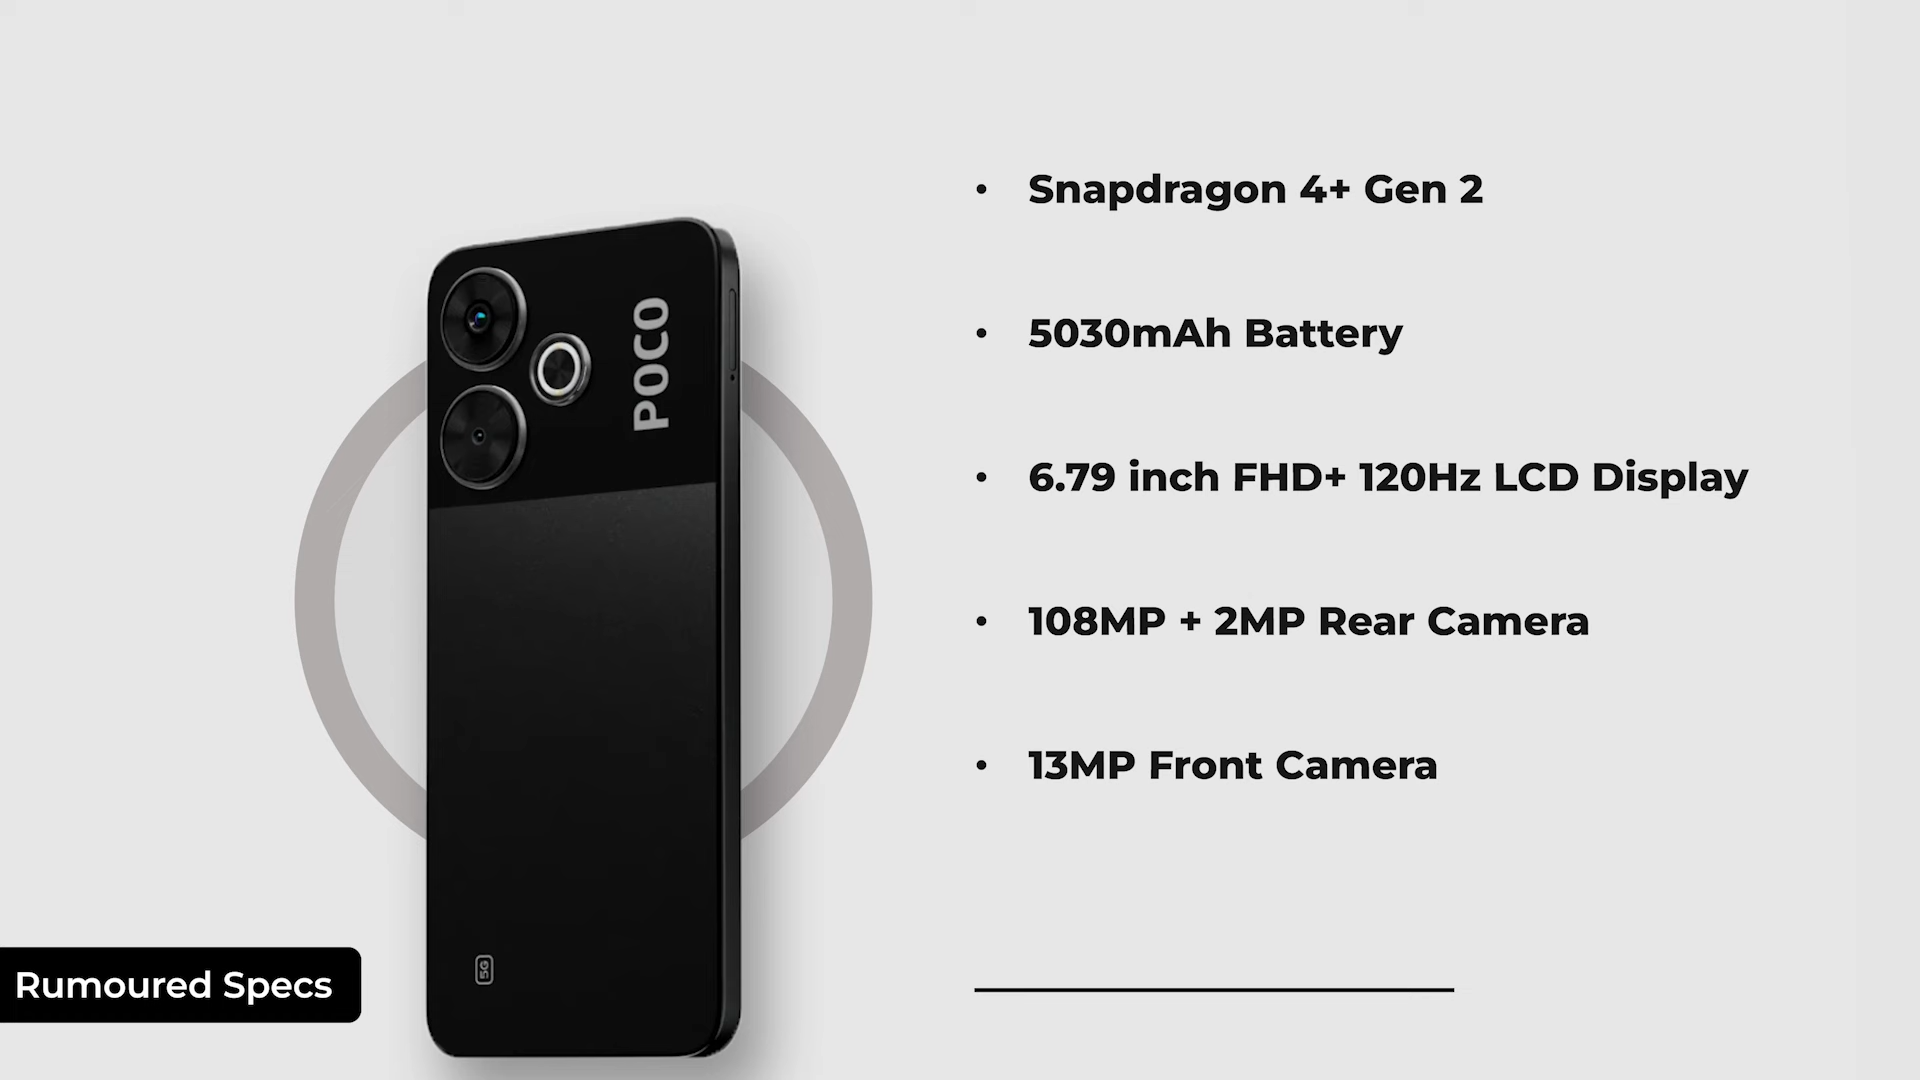 POCO
5G
Snapdragon 4+ Gen 2
5030mAh Battery
6.79 inch FHD+ 120Hz LCD Display
108MP + 2MP Rear Camera
13MP Front Camera
Rumoured Specs